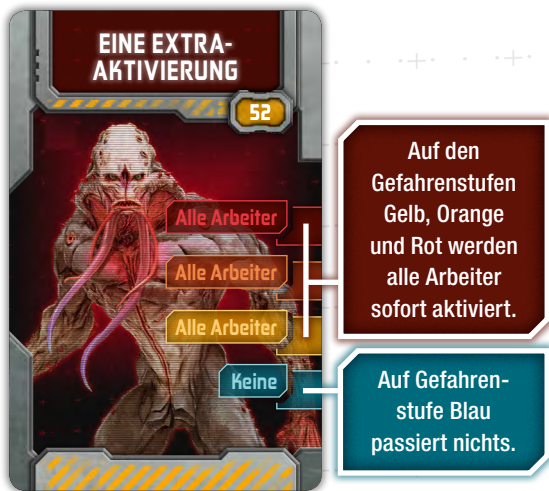 EINE EXTRA-
AKTIVIERUNG
52
Alle Arbeiter
Alle Arbeiter
Alle Arbeiter
Keine
Auf den
Gefahrenstufen
Gelb, Orange
und Rot werden
alle Arbeiter
sofort aktiviert.
Auf Gefahren-
stufe Blau
passiert nichts.